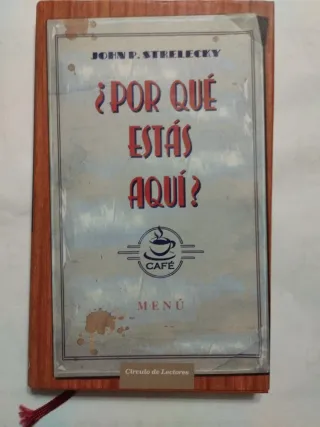 JOHN P. STRELECKY
¿POR QUÉ
ESTÁS
AQUÍ?
CAFÉ
MENÚ
Círculo de Lectores